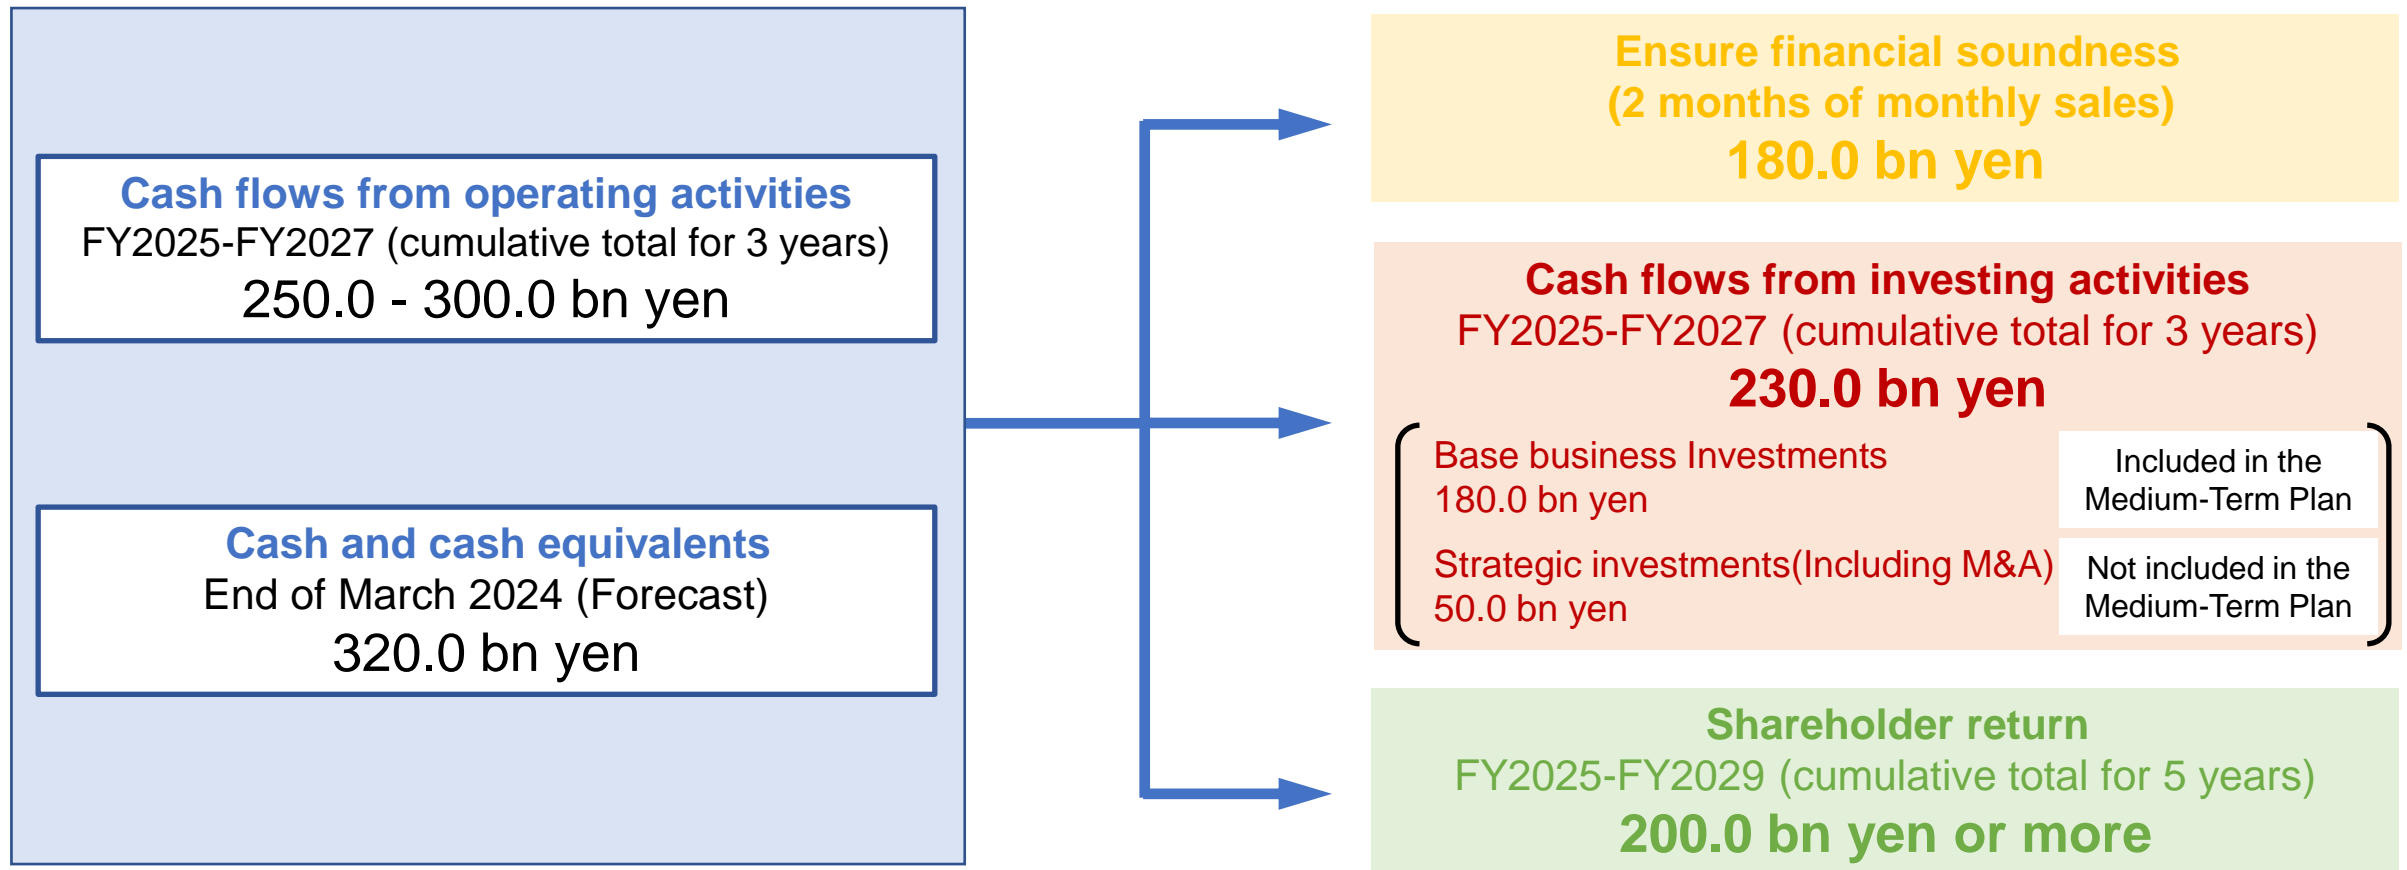 Cash flows from operating activities
FY2025-FY2027 (cumulative total for 3 years)
250.0 - 300.0 bn yen
Cash and cash equivalents
End of March 2024 (Forecast)
320.0 bn yen
Ensure financial soundness
(2 months of monthly sales)
180.0 bn yen
Cash flows from investing activities
FY2025-FY2027 (cumulative total for 3 years)
230.0 bn yen
Base business Investments
180.0 bn yen
Included in the
Medium-Term Plan
Strategic investments(Including M&A)
50.0 bn yen
Not included in the
Medium-Term Plan
Shareholder return
FY2025-FY2029 (cumulative total for 5 years)
200.0 bn yen or more